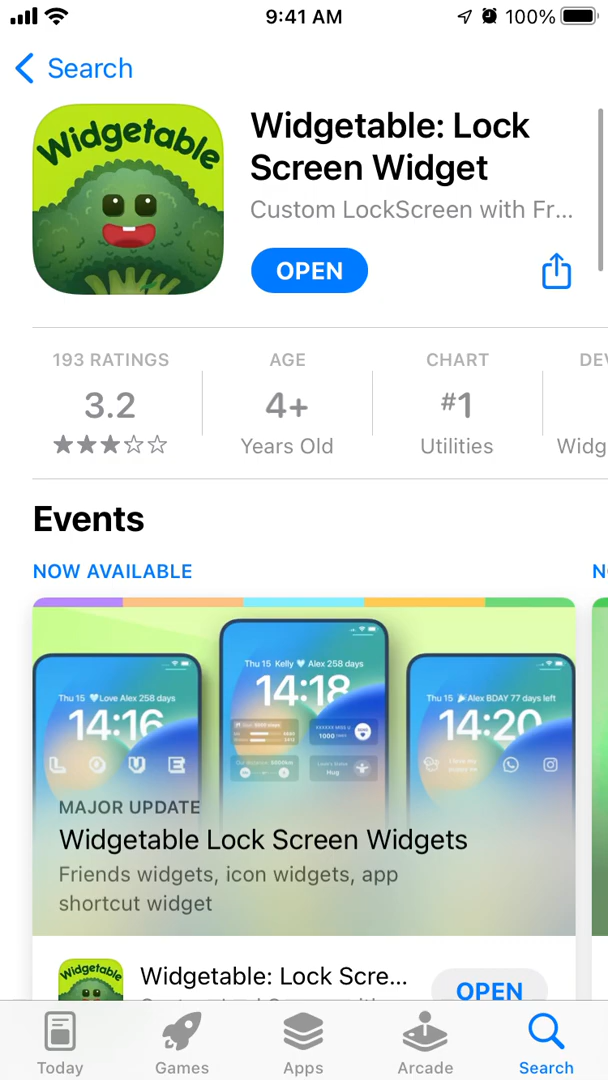 9:41 AM
100%
Search
Widgetable
Widgetable: Lock
Screen Widget
Custom LockScreen with Fr...
OPEN
193 RATINGS
AGE
CHART
DEV
3.2
4+
#1
Years Old
Utilities
Widg
Events
NOW AVAILABLE
Thu 15 Love Alex 258 days
14:16
L O U E
Thu 15 Kelly Alex 258 days
14:18
1000
Hug
Thu 15 Alex BDAY 77 days left
14:20
MAJOR UPDATE
Widgetable Lock Screen Widgets
Friends widgets, icon widgets, app
shortcut widget
Widgetable
Widgetable: Lock Scre...
OPEN
Today
Games
Apps
Arcade
Search